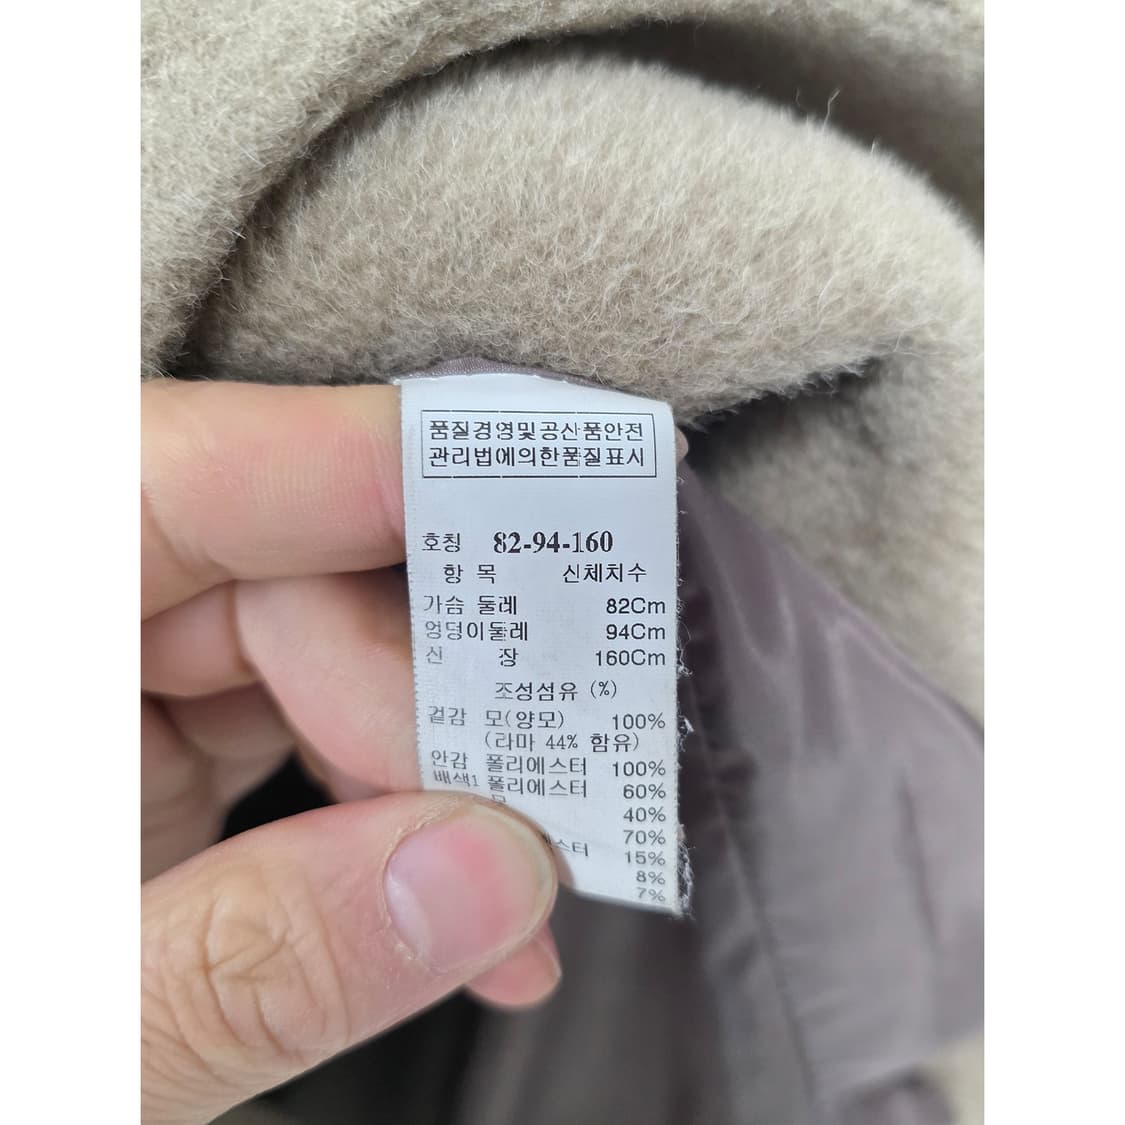 품질경영및공산품안전
관리법에의한품질표시
호칭 82-94-160
항 목 신체치수
가슴 둘레 82Cm
엉덩이둘레 94Cm
신 장 160Cm
조성섬유 (%)
겉감 모(양모) 100%
(라마 44% 함유)
안감 폴리에스터 100%
배색1 폴리에스터 60%
40%
70%
15%
8%
7%